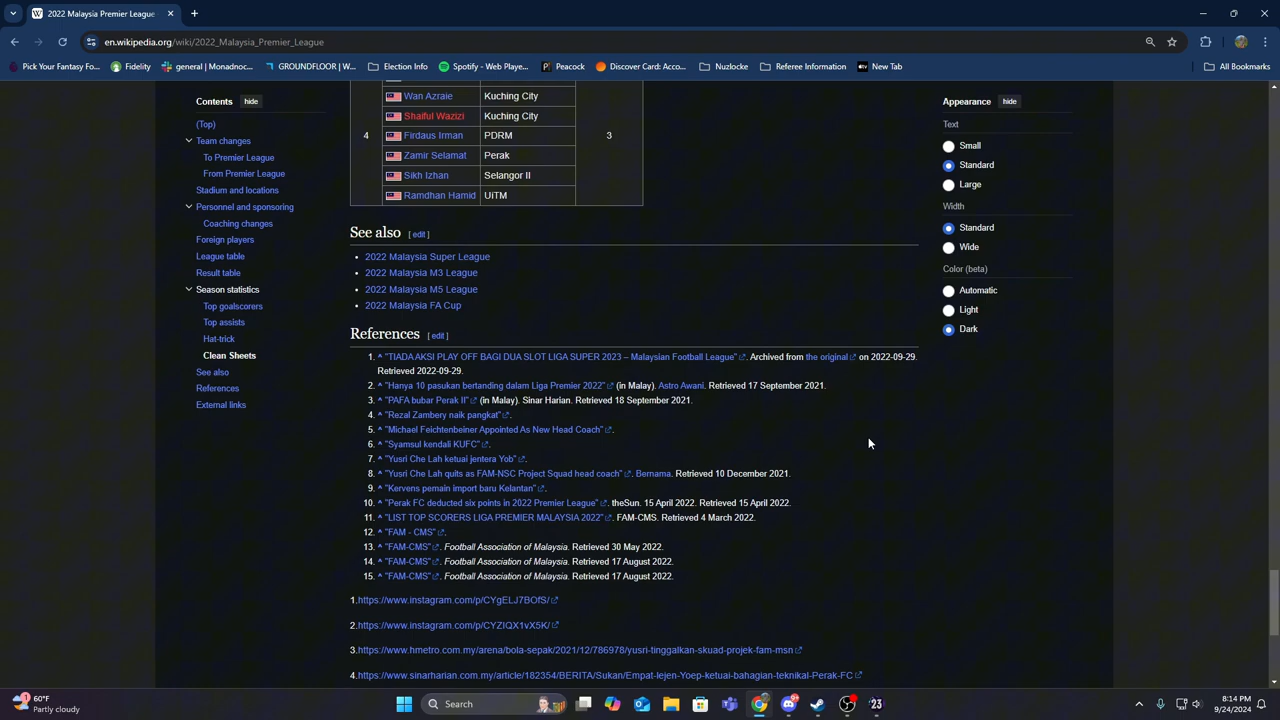 2022 Malaysia Premier League
en.wikipedia.org/wiki/2022_Malaysia_Premier_League
Pick Your Fantasy Fo...
Fidelity
general | Monadnoc...
GROUNDFLOOR | W...
Election Info
Spotify - Web Playe...
Peacock
Discover Card: Acco...
Nuzlocke
Referee Information
New Tab
All Bookmarks
Contents hide
(Top)
Team changes
To Premier League
From Premier League
Stadium and locations
Personnel and sponsoring
Coaching changes
Foreign players
League table
Result table
Season statistics
Top goalscorers
Top assists
Hat-trick
Clean Sheets
See also
References
External links
Wan Azraie Kuching City
Shaiful Wazizi Kuching City
4 Firdaus Irman PDRM 3
Zamir Selamat Perak
Sikh Izhan Selangor II
Ramdhan Hamid UiTM
See also [ edit ]
2022 Malaysia Super League
2022 Malaysia M3 League
2022 Malaysia M5 League
2022 Malaysia FA Cup
References [ edit ]
1. ^ "TIADA AKSI PLAY OFF BAGI DUA SLOT LIGA SUPER 2023 – Malaysian Football League". Archived from the original on 2022-09-29.
Retrieved 2022-09-29.
2. ^ "Hanya 10 pasukan bertanding dalam Liga Premier 2022" (in Malay). Astro Awani. Retrieved 17 September 2021.
3. ^ "PAFA bubar Perak II" (in Malay). Sinar Harian. Retrieved 18 September 2021.
4. ^ "Rezal Zambery naik pangkat".
5. ^ "Michael Feichtenbeiner Appointed As New Head Coach".
6. ^ "Syamsul kendali KUFC".
7. ^ "Yusri Che Lah ketuai jentera Yob".
8. ^ "Yusri Che Lah quits as FAM-NSC Project Squad head coach". Bernama. Retrieved 10 December 2021.
9. ^ "Kervens pemain import baru Kelantan".
10. ^ "Perak FC deducted six points in 2022 Premier League". theSun. 15 April 2022. Retrieved 15 April 2022.
11. ^ "LIST TOP SCORERS LIGA PREMIER MALAYSIA 2022". FAM-CMS. Retrieved 4 March 2022.
12. ^ "FAM - CMS".
13. ^ "FAM-CMS". Football Association of Malaysia. Retrieved 30 May 2022.
14. ^ "FAM-CMS". Football Association of Malaysia. Retrieved 17 August 2022.
15. ^ "FAM-CMS". Football Association of Malaysia. Retrieved 17 August 2022.
1.https://www.instagram.com/p/CYgELJ7BOfS/
2.https://www.instagram.com/p/CYZIQX1vX5K/
3.https://www.hmetro.com.my/arena/bola-sepak/2021/12/786978/yusri-tinggalkan-skuad-projek-fam-msn
4.https://www.sinarharian.com.my/article/182354/BERITA/Sukan/Empat-lejen-Yoep-ketuai-bahagian-teknikal-Perak-FC
Appearance hide
Text
Small
Standard
Large
Width
Standard
Wide
Color (beta)
Automatic
Light
Dark
1
60°F
Partly cloudy
Search
23
8:14 PM
9/24/2024